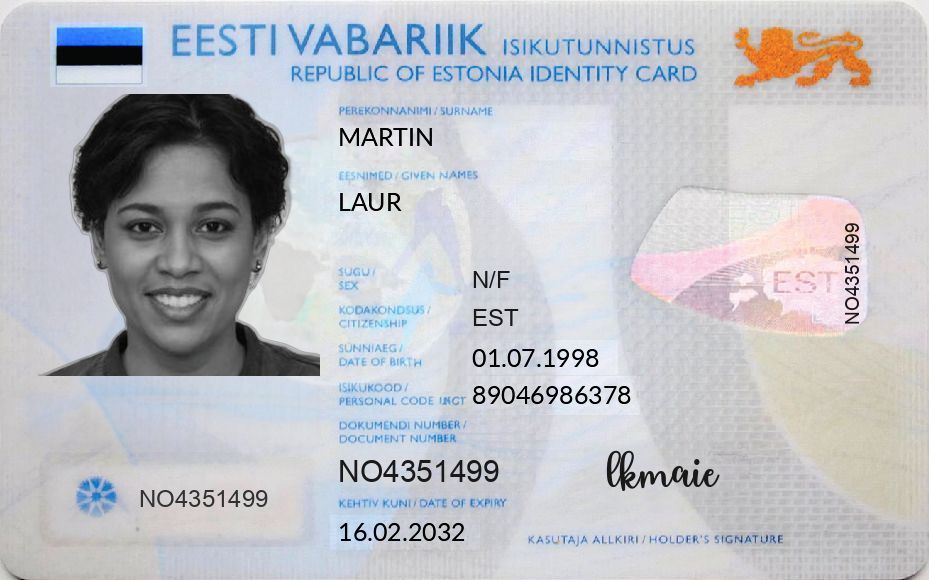 EESTI VABARIIK ISIKUTUNNISTUS
REPUBLIC OF ESTONIA IDENTITY CARD
PEREKONNANIMI / SURNAME
MARTIN
EESNIMED / GIVEN NAMES
LAUR
SUGU /
SEX
N/F
KODAKONDSUS /
CITIZENSHIP
EST
SÜNNIAEG /
DATE OF BIRTH
01.07.1998
ISIKUKOOD /
PERSONAL CODE
89046986378
DOKUMENDI NUMBER /
DOCUMENT NUMBER
NO4351499
KEHTIV KUNI / DATE OF EXPIRY
16.02.2032
NO4351499
EST
NO4351499
lkmaie
KASUTAJA ALLKIRI / HOLDER'S SIGNATURE